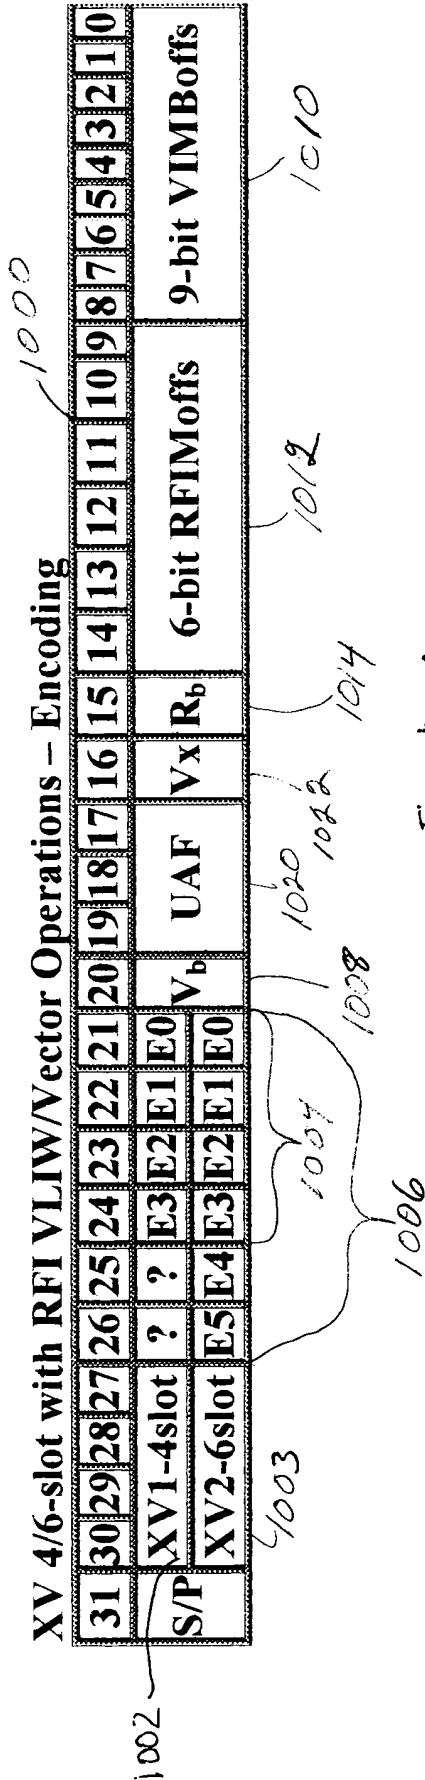 XV 4/6-slot with RFI VLIW/Vector Operations – Encoding
1000
31 30 29 28 27 26 25 24 23 22 21 20 19 18 17 16 15 14 13 12 11 10 9 8 7 6 5 4 3 2 1 0
S/P XV1-4slot ? ? E3 E2 E1 E0 Vb UAF Vx Rb 6-bit RFIMoffs 9-bit VIMBoffs
XV2-6slot E5 E4 E3 E2 E1 E0
1002
1003
1004
1006
1008
1020
1022
1014
1012
1010